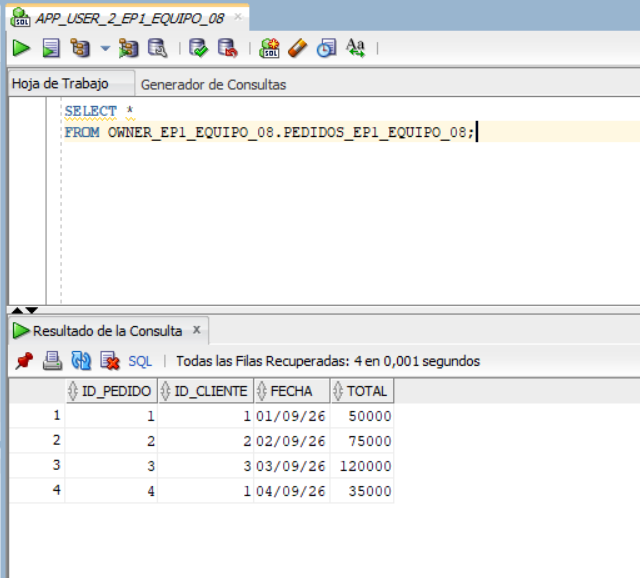 APP_USER_2_EP1_EQUIPO_08
SQL
Aa
Hoja de Trabajo Generador de Consultas
SELECT *
FROM OWNER_EP1_EQUIPO_08.PEDIDOS_EP1_EQUIPO_08;
Resultado de la Consulta x
SQL | Todas las Filas Recuperadas: 4 en 0,001 segundos
ID_PEDIDO ID_CLIENTE FECHA TOTAL
1 1 1 01/09/26 50000
2 2 2 02/09/26 75000
3 3 3 03/09/26 120000
4 4 1 04/09/26 35000